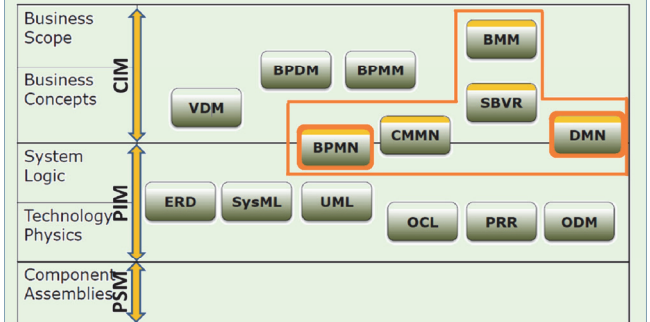 Business
Scope
Business
Concepts
System
Logic
Technology
Physics
Component
Assemblies
CIM
PIM
PSM
BMM
BPDM
BPMM
VDM
SBVR
BPMN
CMMN
DMN
ERD
SysML
UML
OCL
PRR
ODM